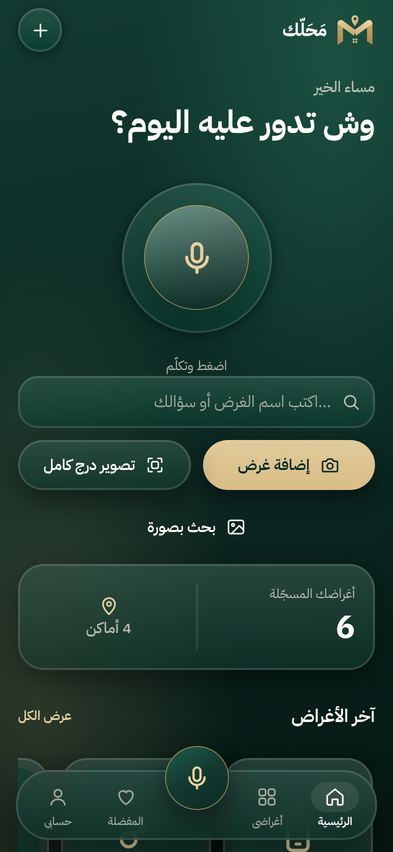 مَحَلّك
مساء الخير
وش تدور عليه اليوم؟
اضغط وتكلّم
اكتب اسم الغرض أو سؤالك...
إضافة غرض
تصوير درج كامل
بحث بصورة
أغراضك المسجّلة
6
4 أماكن
آخر الأغراض
عرض الكل
الرئيسية
أغراضي
المفضلة
حسابي